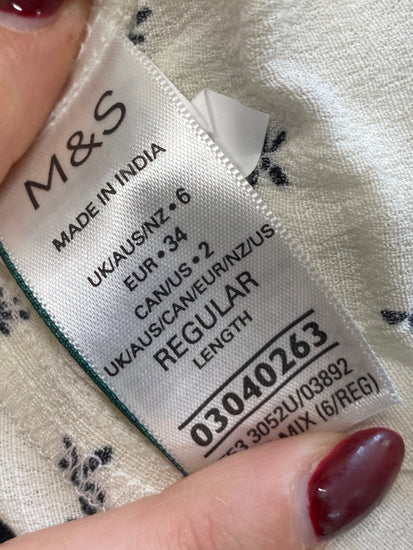 M&S
MADE IN INDIA
UK/AUS/NZ•6
EUR•34
CAN/US•2
UK/AUS/CAN/EUR/NZ/US
REGULAR
LENGTH
03040263
3052U/03892
MIX (6/REG)